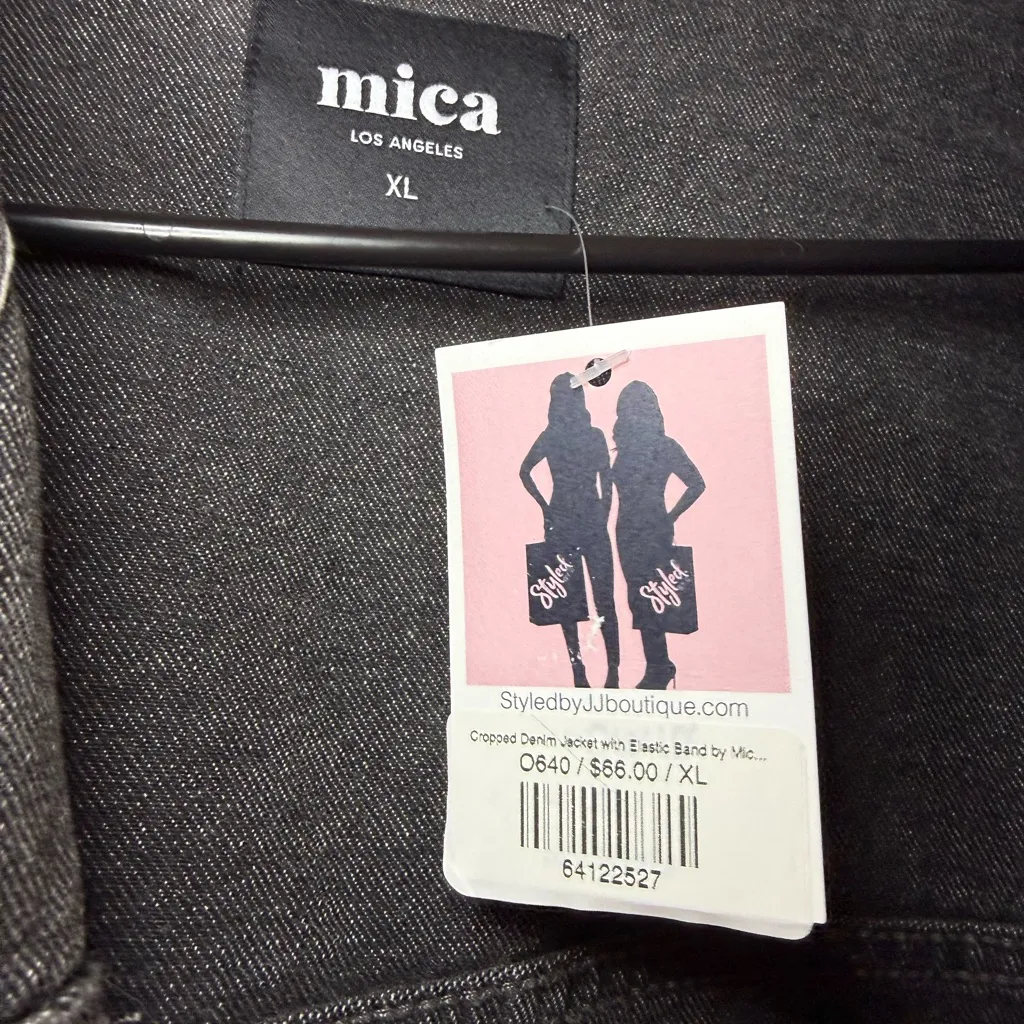 mica
LOS ANGELES
XL
Styled
Styled
StyledbyJJboutique.com
Cropped Denim Jacket with Elastic Band by Mic...
O640 / $66.00 / XL
64122527